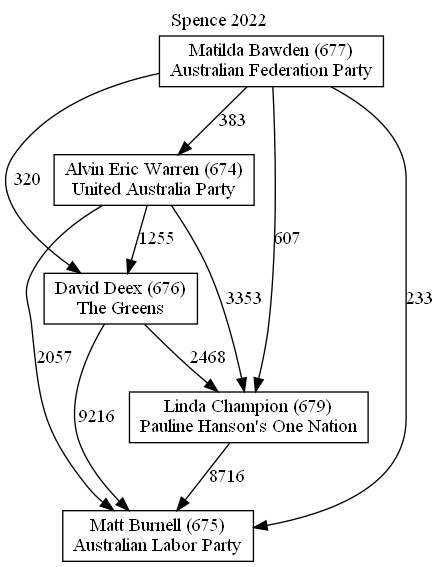 Spence 2022
Matilda Bawden (677)
Australian Federation Party
383
Alvin Eric Warren (674)
United Australia Party
320
1255
607
David Deex (676)
The Greens
3353
233
2057
2468
9216
Linda Champion (679)
Pauline Hanson's One Nation
8716
Matt Burnell (675)
Australian Labor Party